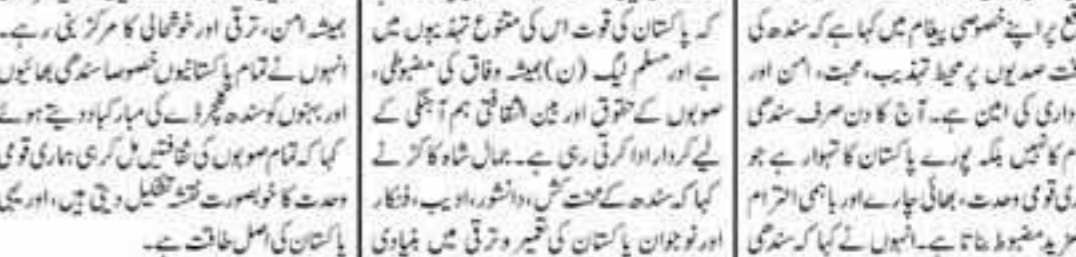 قع پر اپنے خصوصی پیغام میں کہا ہے کہ سندھ کی
فت صدیوں پر محیط تہذیب، محبت، امن اور
داری کی امین ہے۔ آج کا دن صرف سندھی
م کا نہیں بلکہ پورے پاکستان کا تہوار ہے جو
ری قومی وحدت، بھائی چارے اور باہمی احترام
مزید مضبوط بناتا ہے۔ انہوں نے کہا کہ سندھی
کہ پاکستان کی قوت اس کی متنوع تہذیبوں میں
ہے اور مسلم لیگ (ن) ہمیشہ وفاق کی مضبوطی،
صوبوں کے حقوق اور بین الثقافتی ہم آہنگی کے
لیے کردار ادا کرتی رہی ہے۔ جمال شاہ کاکڑ نے
کہا کہ سندھ کے محنت کش، دانشور، ادیب، فنکار
اور نوجوان پاکستان کی تعمیر و ترقی میں بنیادی
ہمیشہ امن، ترقی اور خوشحالی کا مرکز بنی رہے۔
انہوں نے تمام پاکستانیوں خصوصا سندھی بھائیوں
اور بہنوں کو سندھ کلچر ڈے کی مبارکباد دیتے ہوئے
کہا کہ تمام صوبوں کی ثقافتیں مل کر ہی ہماری قومی
وحدت کا خوبصورت نقشہ تشکیل دیتی ہیں، اور یہی
پاکستان کی اصل طاقت ہے۔